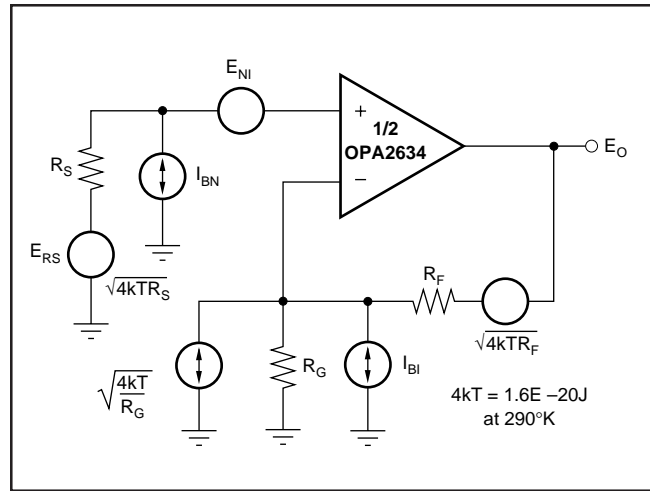 E_NI
+
1/2
OPA2634
−
E_O
R_S
I_BN
E_RS
√4kTR_S
R_F
√4kTR_F
√4kT/R_G
R_G
I_BI
4kT = 1.6E –20J
at 290°K